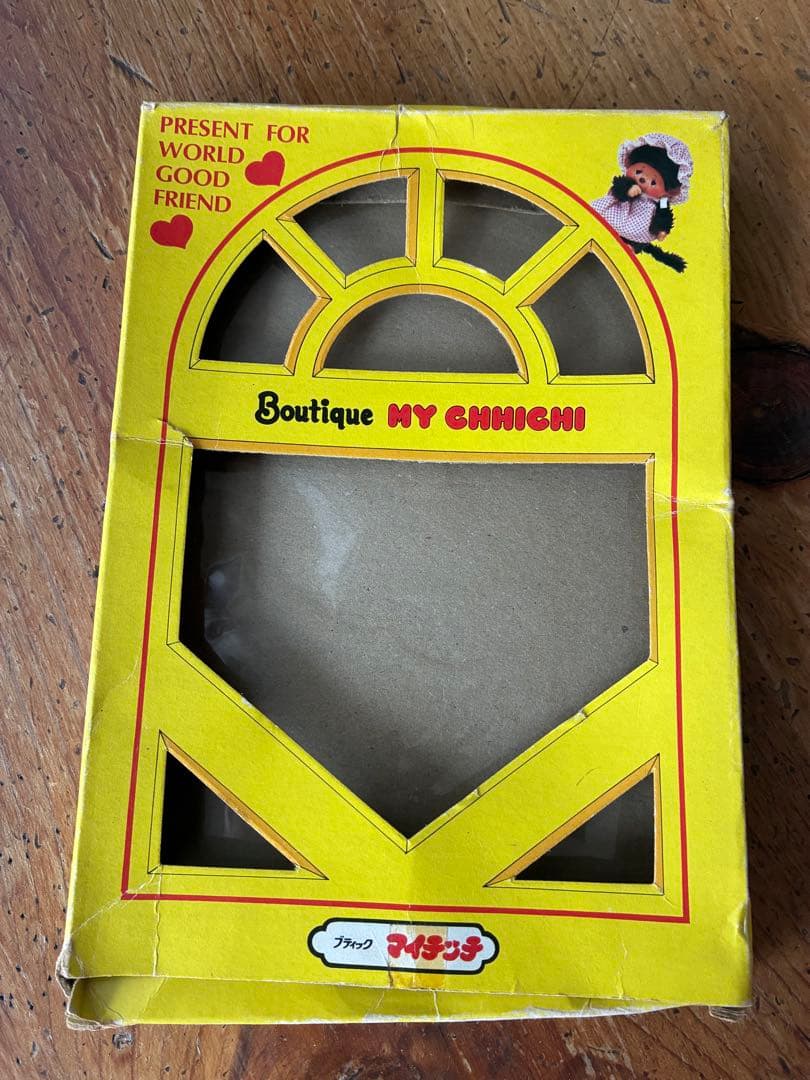 PRESENT FOR
WORLD
GOOD
FRIEND
Boutique MY CHHICHI
ブティック マイチッチ